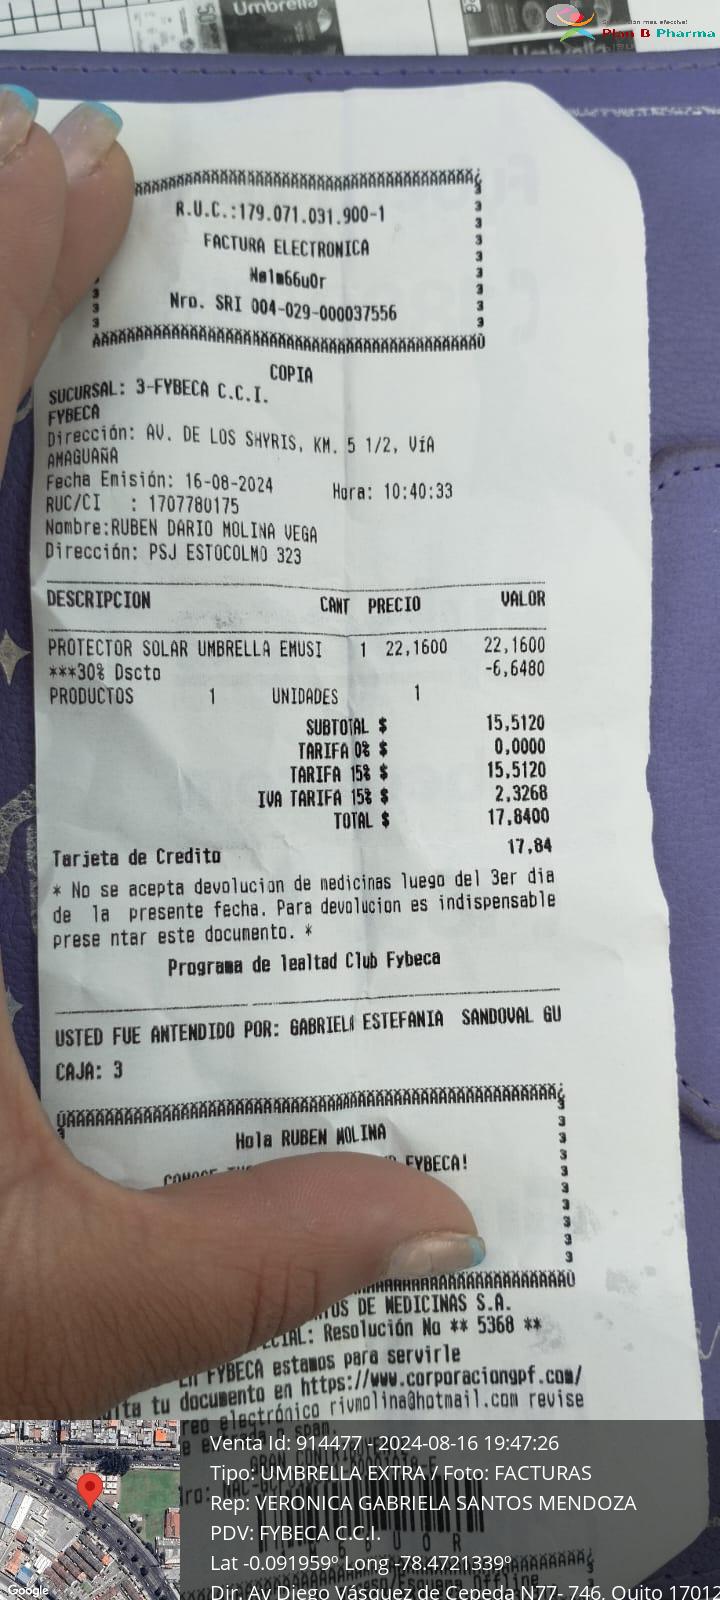 Umbrella
Plan B Pharma
R.U.C.:179.071.031.900-1
FACTURA ELECTRONICA
Nro. SRI 004-029-000037556
COPIA
SUCURSAL: 3-FYBECA C.C.I.
FYBECA
Dirección: AV. DE LOS SHYRIS, KM. 5 1/2, VíA
AMAGUAÑA
Fecha Emisión: 16-08-2024 Hora: 10:40:33
RUC/CI : 1707780175
Nombre:RUBEN DARIO MOLINA VEGA
Dirección: PSJ ESTOCOLMO 323
DESCRIPCION CANT PRECIO VALOR
PROTECTOR SOLAR UMBRELLA EMUSI 1 22,1600 22,1600
***30% Dscto -6,6480
PRODUCTOS 1 UNIDADES 1
SUBTOTAL $ 15,5120
TARIFA 0% $ 0,0000
TARIFA 15% $ 15,5120
IVA TARIFA 15% $ 2,3268
TOTAL $ 17,8400
Tarjeta de Credito 17,84
* No se acepta devolucion de medicinas luego del 3er dia
de la presente fecha. Para devolucion es indispensable
prese ntar este documento. *
Programa de lealtad Club Fybeca
USTED FUE ANTENDIDO POR: GABRIELA ESTEFANIA SANDOVAL GU
CAJA: 3
Hola RUBEN MOLINA
FYBECA!
DE MEDICINAS S.A.
Resolución No ** 5368 **
FYBECA estamos para servirle
tu documento en https://www.corporaciongpf.com/
electrónico rivmolina@hotmail.com revise
Venta Id: 914477 - 2024-08-16 19:47:26
Tipo: UMBRELLA EXTRA / Foto: FACTURAS
Rep: VERONICA GABRIELA SANTOS MENDOZA
PDV: FYBECA C.C.I.
Lat -0.091959º Long -78.4721339º
Dir. Av Diego Vásquez de Cepeda N77- 746, Quito 17012
Google